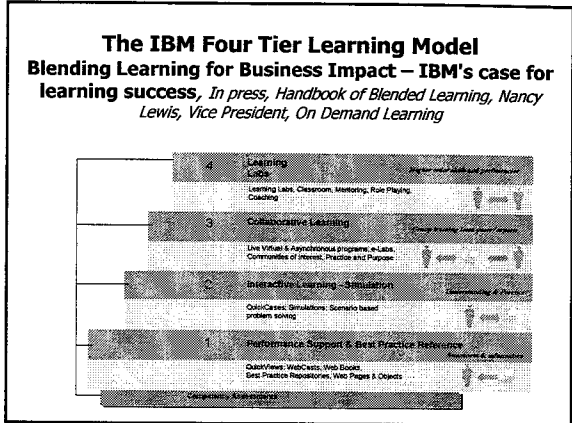 The IBM Four Tier Learning Model
Blending Learning for Business Impact – IBM's case for
learning success, In press, Handbook of Blended Learning, Nancy
Lewis, Vice President, On Demand Learning
4 Learning
Labs
Learning Labs, Classroom, Mentoring, Role Playing,
Coaching
3 Collaborative Learning
Live Virtual & Asynchronous programs, e-Labs,
Communities of Interest, Practice and Purpose
2 Interactive Learning - Simulation
QuickCases; Simulations; Scenario based
problem solving
1 Performance Support & Best Practice Reference
QuickViews, WebCasts, Web Books,
Best Practice Repositories, Web Pages & Objects
Competency Assessments